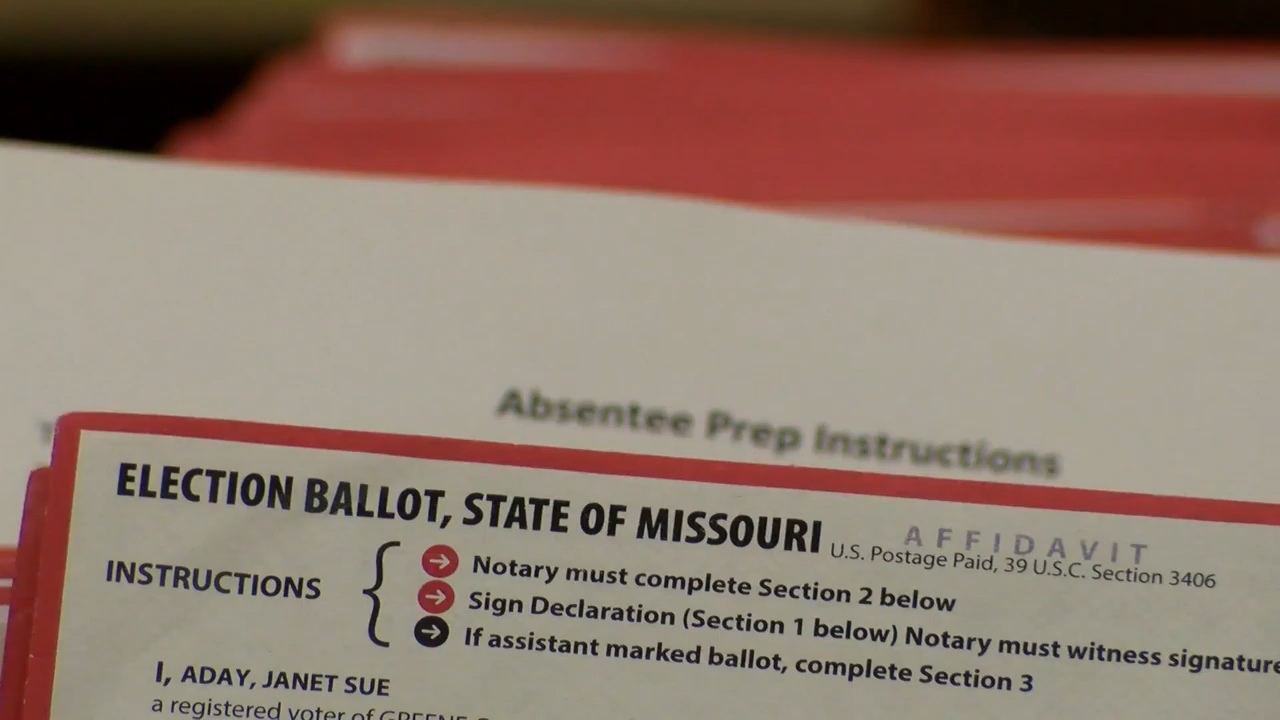 Absentee Prep Instructions
ELECTION BALLOT, STATE OF MISSOURI
AFFIDAVIT
U.S. Postage Paid, 39 U.S.C. Section 3406
INSTRUCTIONS
Notary must complete Section 2 below
Sign Declaration (Section 1 below) Notary must witness signature
If assistant marked ballot, complete Section 3
I, ADAY, JANET SUE
a registered voter of GREENE